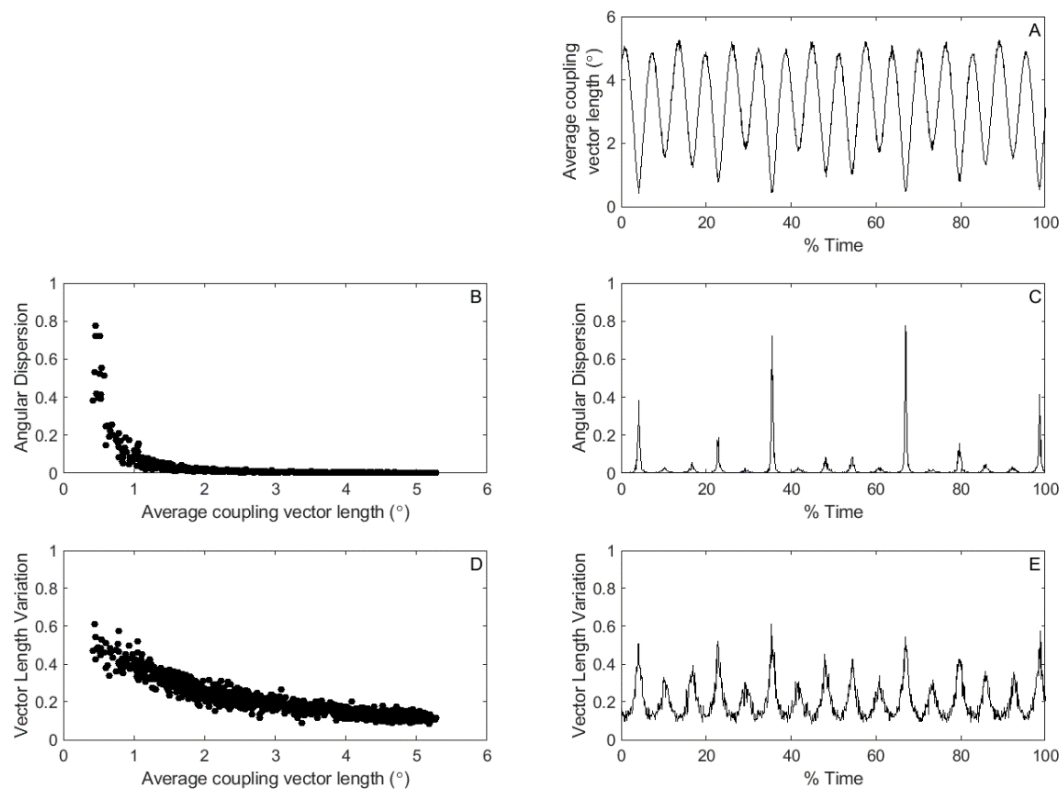 A
6
4
2
0
Average coupling
vector length (°)
0 20 40 60 80 100
% Time
B
1
0.8
0.6
0.4
0.2
0
Angular Dispersion
0 1 2 3 4 5 6
Average coupling vector length (°)
C
1
0.8
0.6
0.4
0.2
0
Angular Dispersion
0 20 40 60 80 100
% Time
D
1
0.8
0.6
0.4
0.2
0
Vector Length Variation
0 1 2 3 4 5 6
Average coupling vector length (°)
E
1
0.8
0.6
0.4
0.2
0
Vector Length Variation
0 20 40 60 80 100
% Time